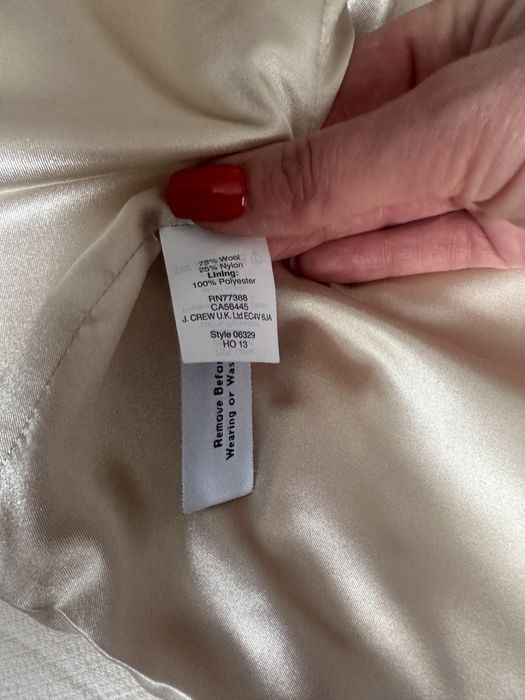 75% Wool
25% Nylon
Lining:
100% Polyester
RN77388
CA56445
J. CREW U.K. Ltd EC4V 6JA
Style 06329
HO 13
Remove Before
Wearing or Was